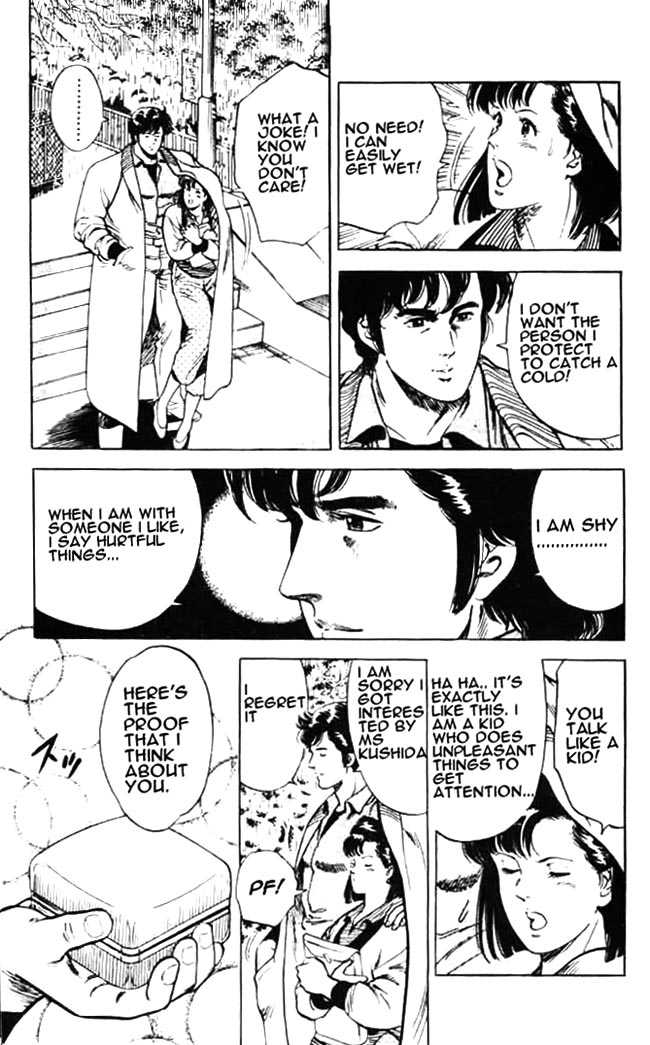 NO NEED!
I CAN
EASILY
GET WET!
I DON'T
WANT THE
PERSON I
PROTECT
TO CATCH A
COLD!
WHAT A
JOKE! I
KNOW
YOU
DON'T
CARE!
..........
I AM SHY
...............
WHEN I AM WITH
SOMEONE I LIKE,
I SAY HURTFUL
THINGS...
YOU
TALK
LIKE A
KID!
HA HA.. IT'S
EXACTLY
LIKE THIS. I
AM A KID
WHO DOES
UNPLEASANT
THINGS TO
GET
ATTENTION...
I AM
SORRY I
GOT
INTERES
TED BY
MS
KUSHIDA
I
REGRET
IT
PF!
HERE'S
THE
PROOF
THAT I
THINK
ABOUT
YOU.
スッ